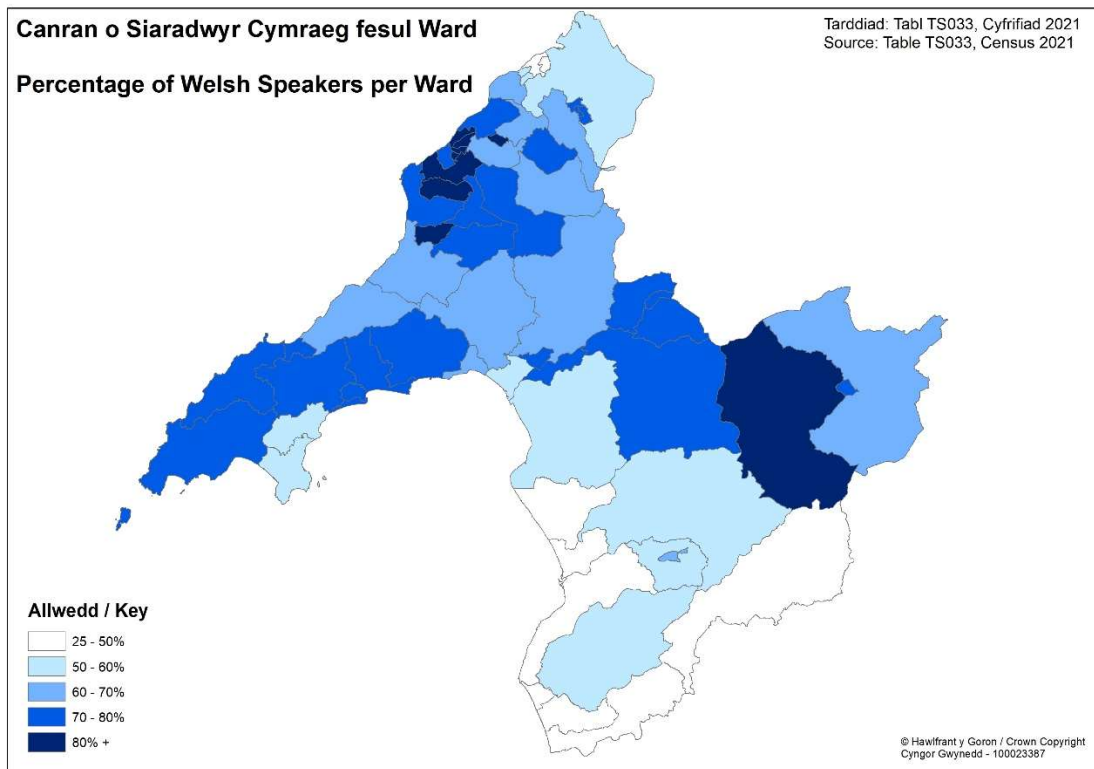 Canran o Siaradwyr Cymraeg fesul Ward
Percentage of Welsh Speakers per Ward
Tarddiad: Tabl TS033, Cyfrifiad 2021
Source: Table TS033, Census 2021
Allwedd / Key
25 - 50%
50 - 60%
60 - 70%
70 - 80%
80% +
© Hawlfraint y Goron / Crown Copyright
Cyngor Gwynedd - 100023387